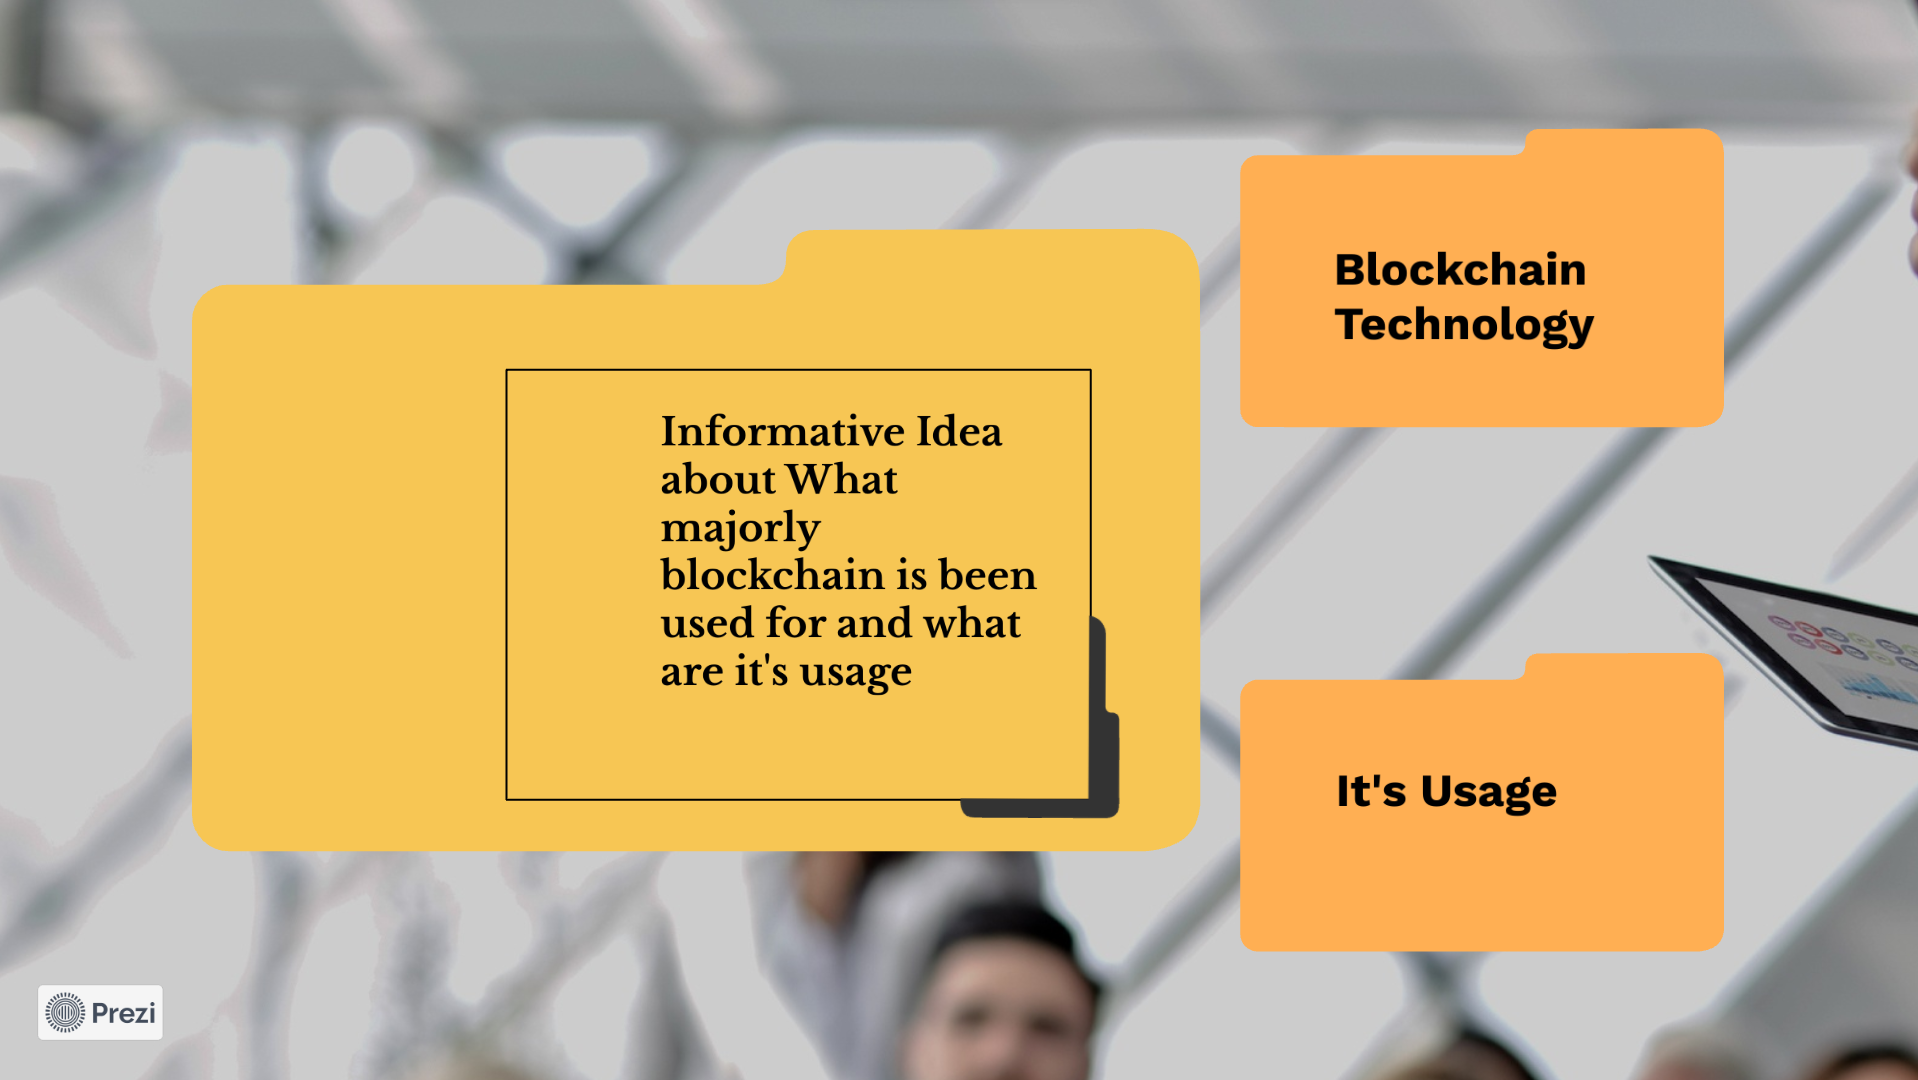 Informative Idea
about What
majorly
blockchain is been
used for and what
are it's usage
Blockchain
Technology
It's Usage
Prezi